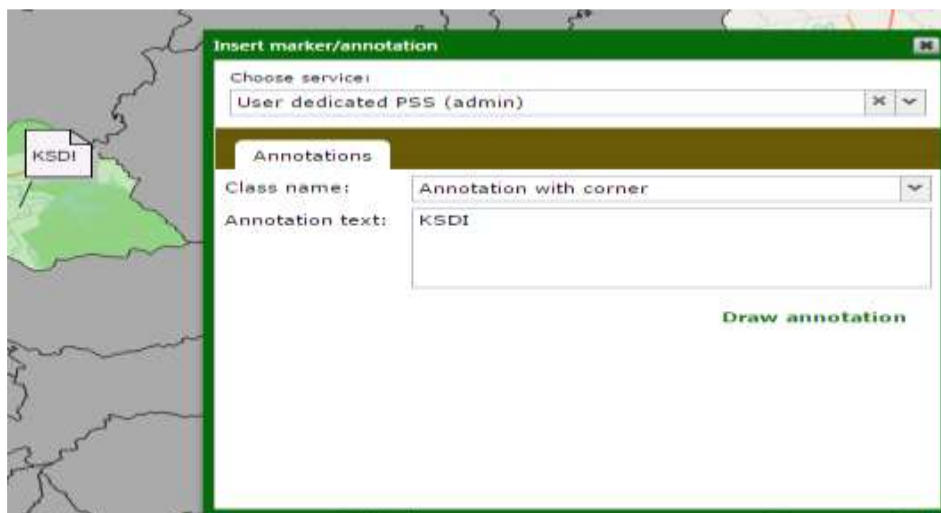 Insert marker/annotation
Choose service:
User dedicated PSS (admin)
KSDI
Annotations
Class name:
Annotation with corner
Annotation text:
KSDI
Draw annotation